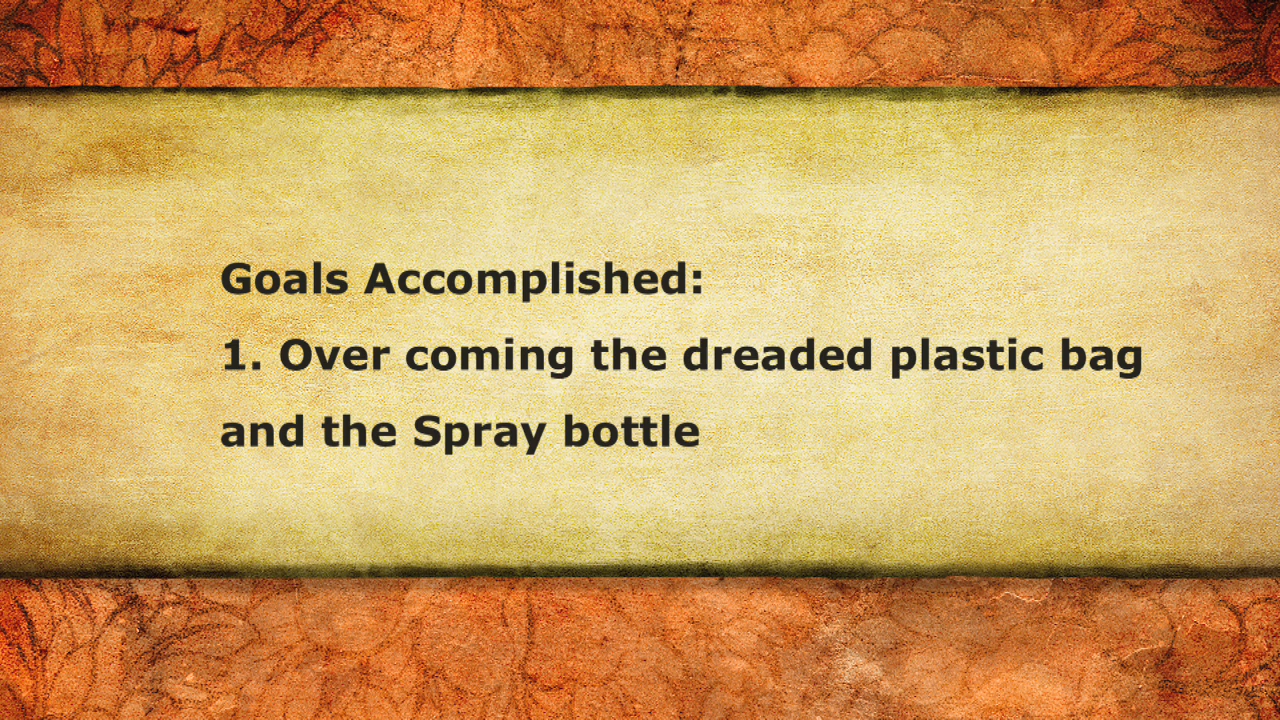 Goals Accomplished:
1. Over coming the dreaded plastic bag
and the Spray bottle